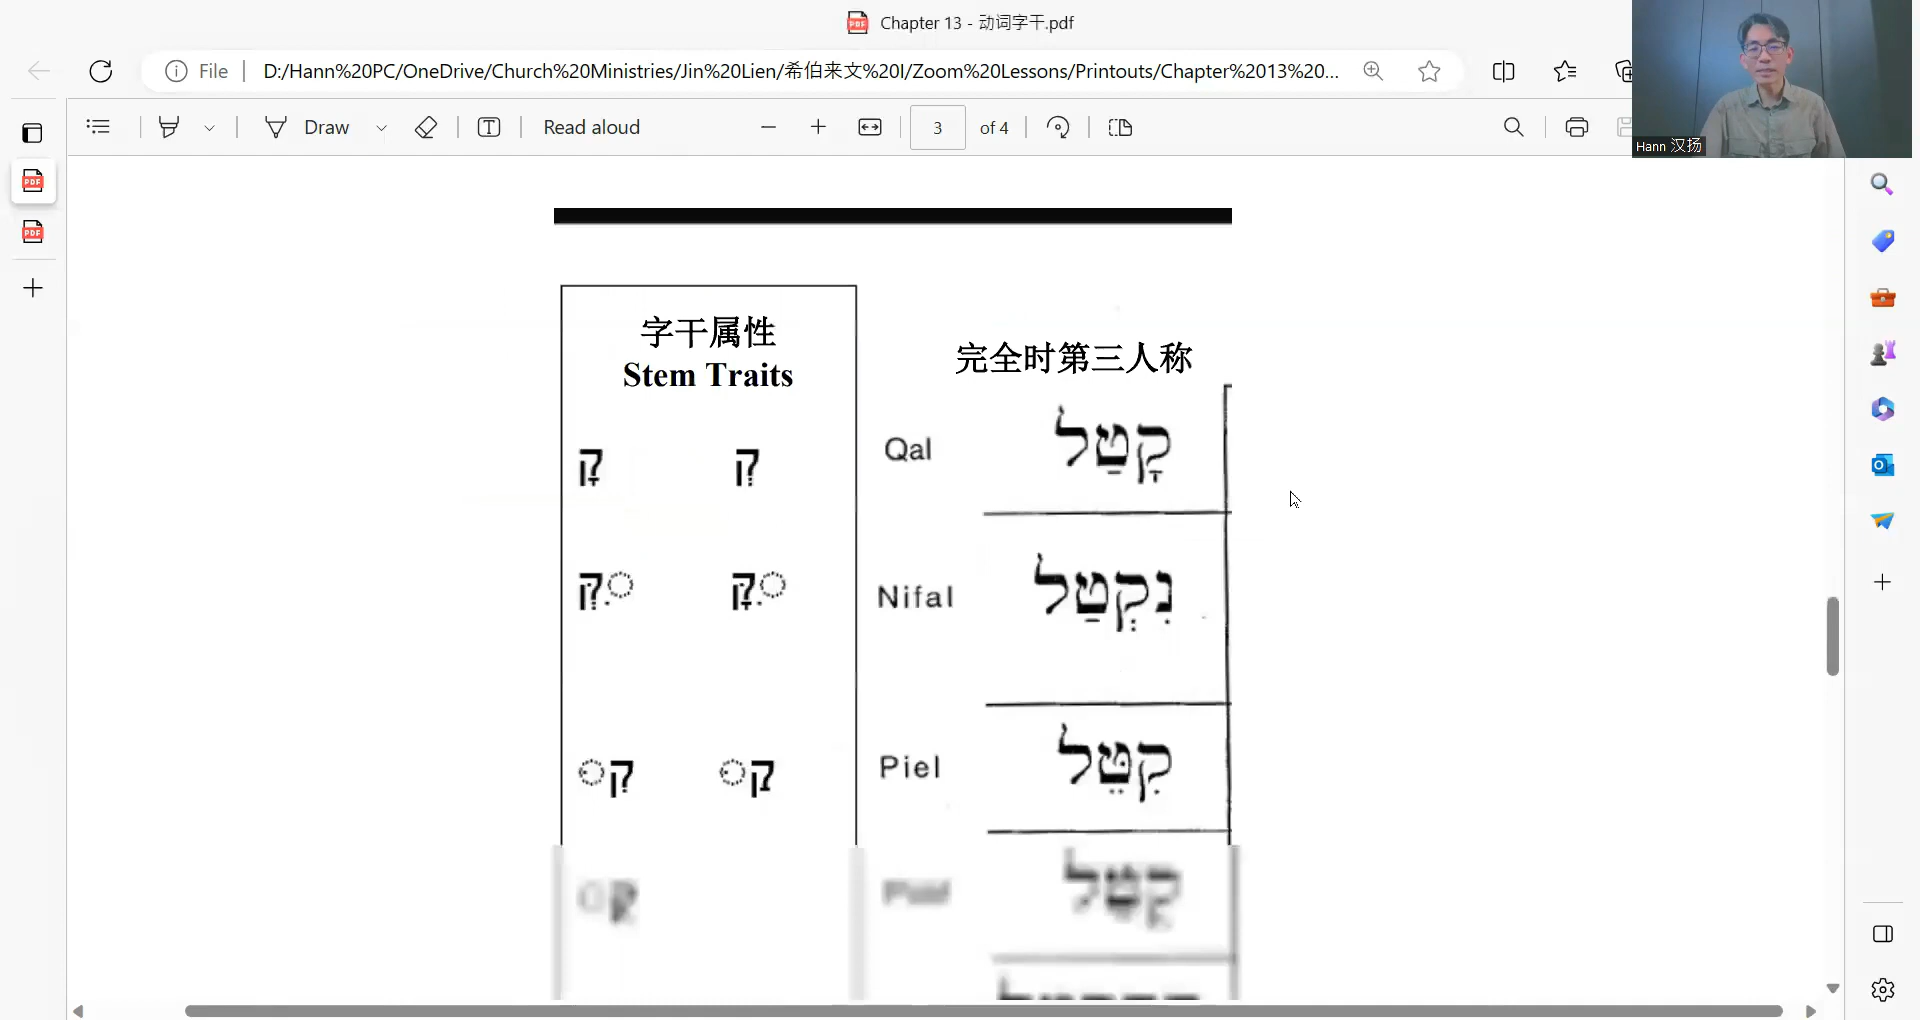 Chapter 13 - 动词字干.pdf
File
D:/Hann%20PC/OneDrive/Church%20Ministries/Jin%20Lien/希伯来文%20I/Zoom%20Lessons/Printouts/Chapter%2013%20...
Draw
Read aloud
3
of 4
Hann 汉扬
字干属性
Stem Traits
完全时第三人称
קָ קְ Qal קָטַל
Nifal נִקְטַל
Piel קִטֵּל